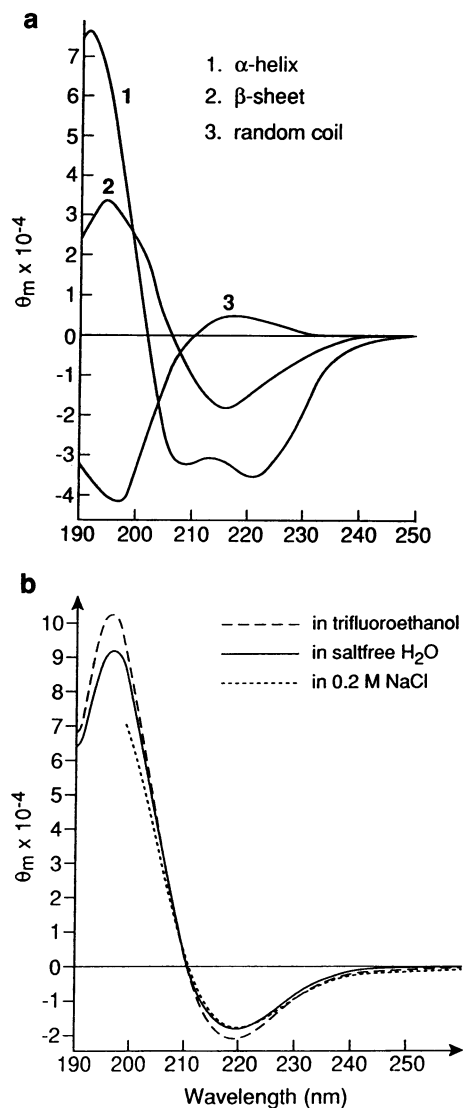 a
7
6
5
4
3
2
1
0
-1
-2
-3
-4
θm x 10-4
1. α-helix
2. β-sheet
3. random coil
1
2
3
190 200 210 220 230 240 250
b
10
9
8
7
6
5
4
3
2
1
0
-1
-2
θm x 10-4
in trifluoroethanol
in saltfree H2O
in 0.2 M NaCl
190 200 210 220 230 240 250
Wavelength (nm)